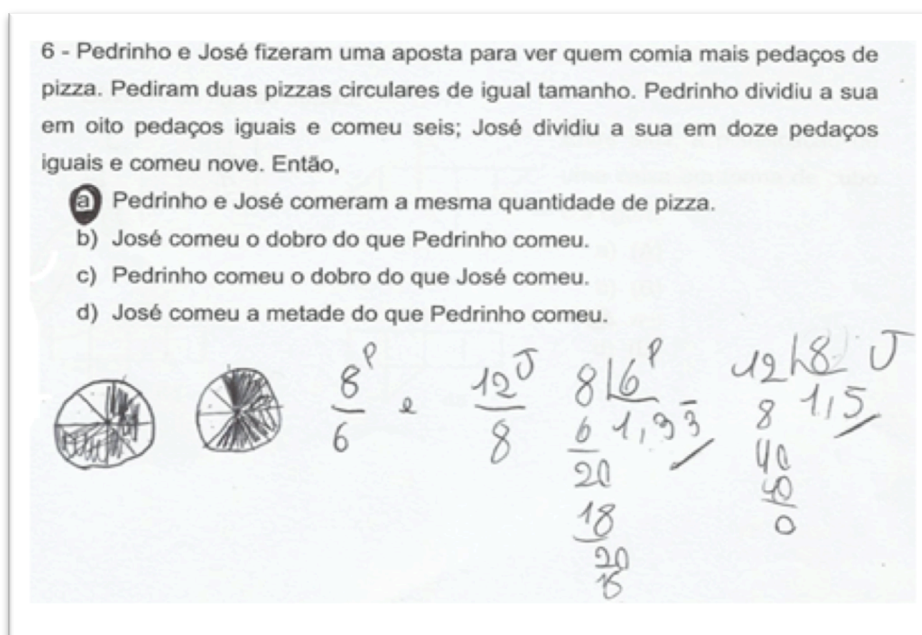 6 - Pedrinho e José fizeram uma aposta para ver quem comia mais pedaços de
pizza. Pediram duas pizzas circulares de igual tamanho. Pedrinho dividiu a sua
em oito pedaços iguais e comeu seis; José dividiu a sua em doze pedaços
iguais e comeu nove. Então,
a) Pedrinho e José comeram a mesma quantidade de pizza.
b) José comeu o dobro do que Pedrinho comeu.
c) Pedrinho comeu o dobro do que José comeu.
d) José comeu a metade do que Pedrinho comeu.
8 P
6
e
12 J
8
8 6 P
6 1,33
20
18
20
12 8 J
8 1,5
40
40
0